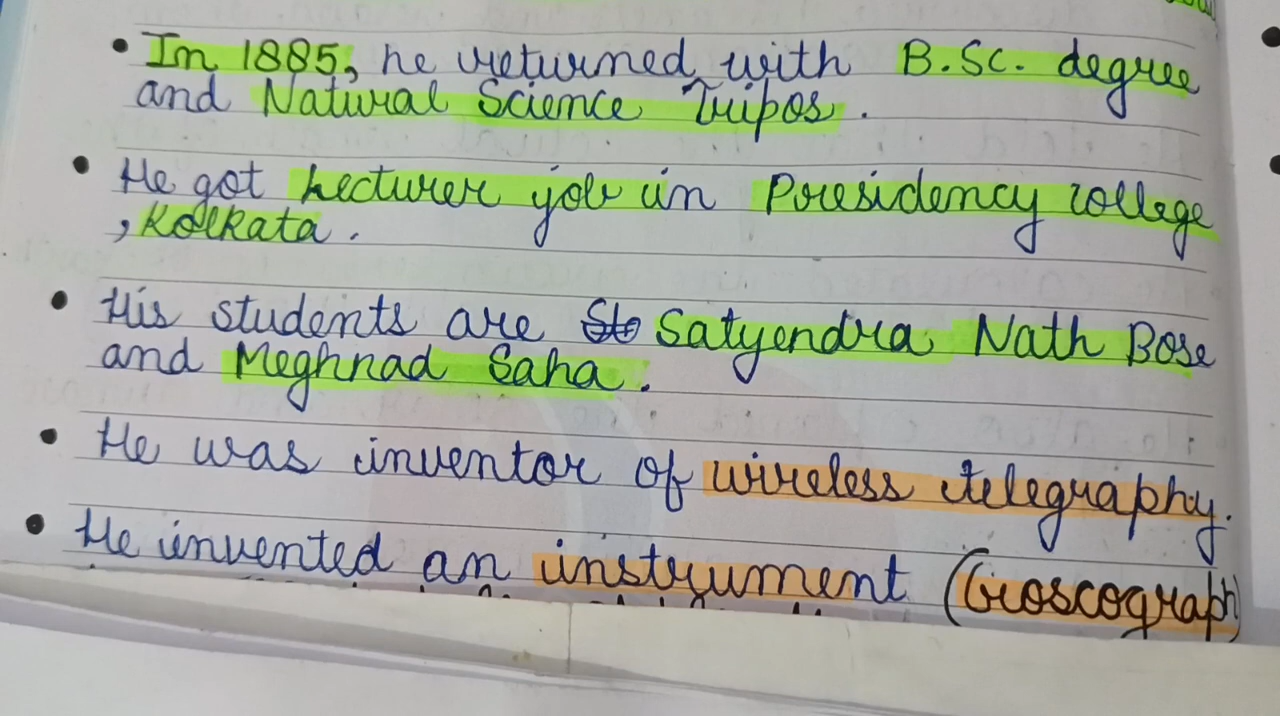 • In 1885, he returned with B.Sc. degree
and Natural Science Tripos.
• He got Lecturer job in Presidency college
, Kolkata.
• His students are Satyendra Nath Bose
and Meghnad Saha.
• He was inventor of wireless telegraphy.
• He invented an instrument (Croscograph)